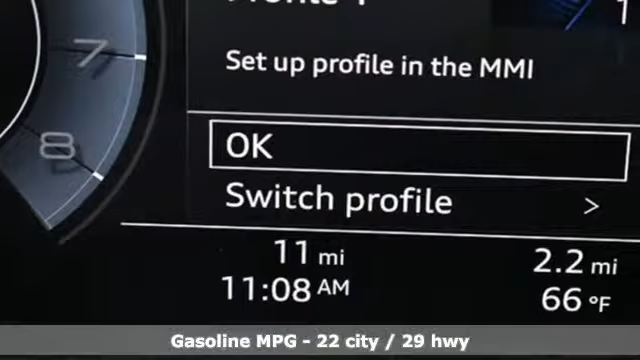 Set up profile in the MMI
7
8
OK
Switch profile >
11 mi 2.2 mi
11:08 AM 66 °F
Gasoline MPG - 22 city / 29 hwy